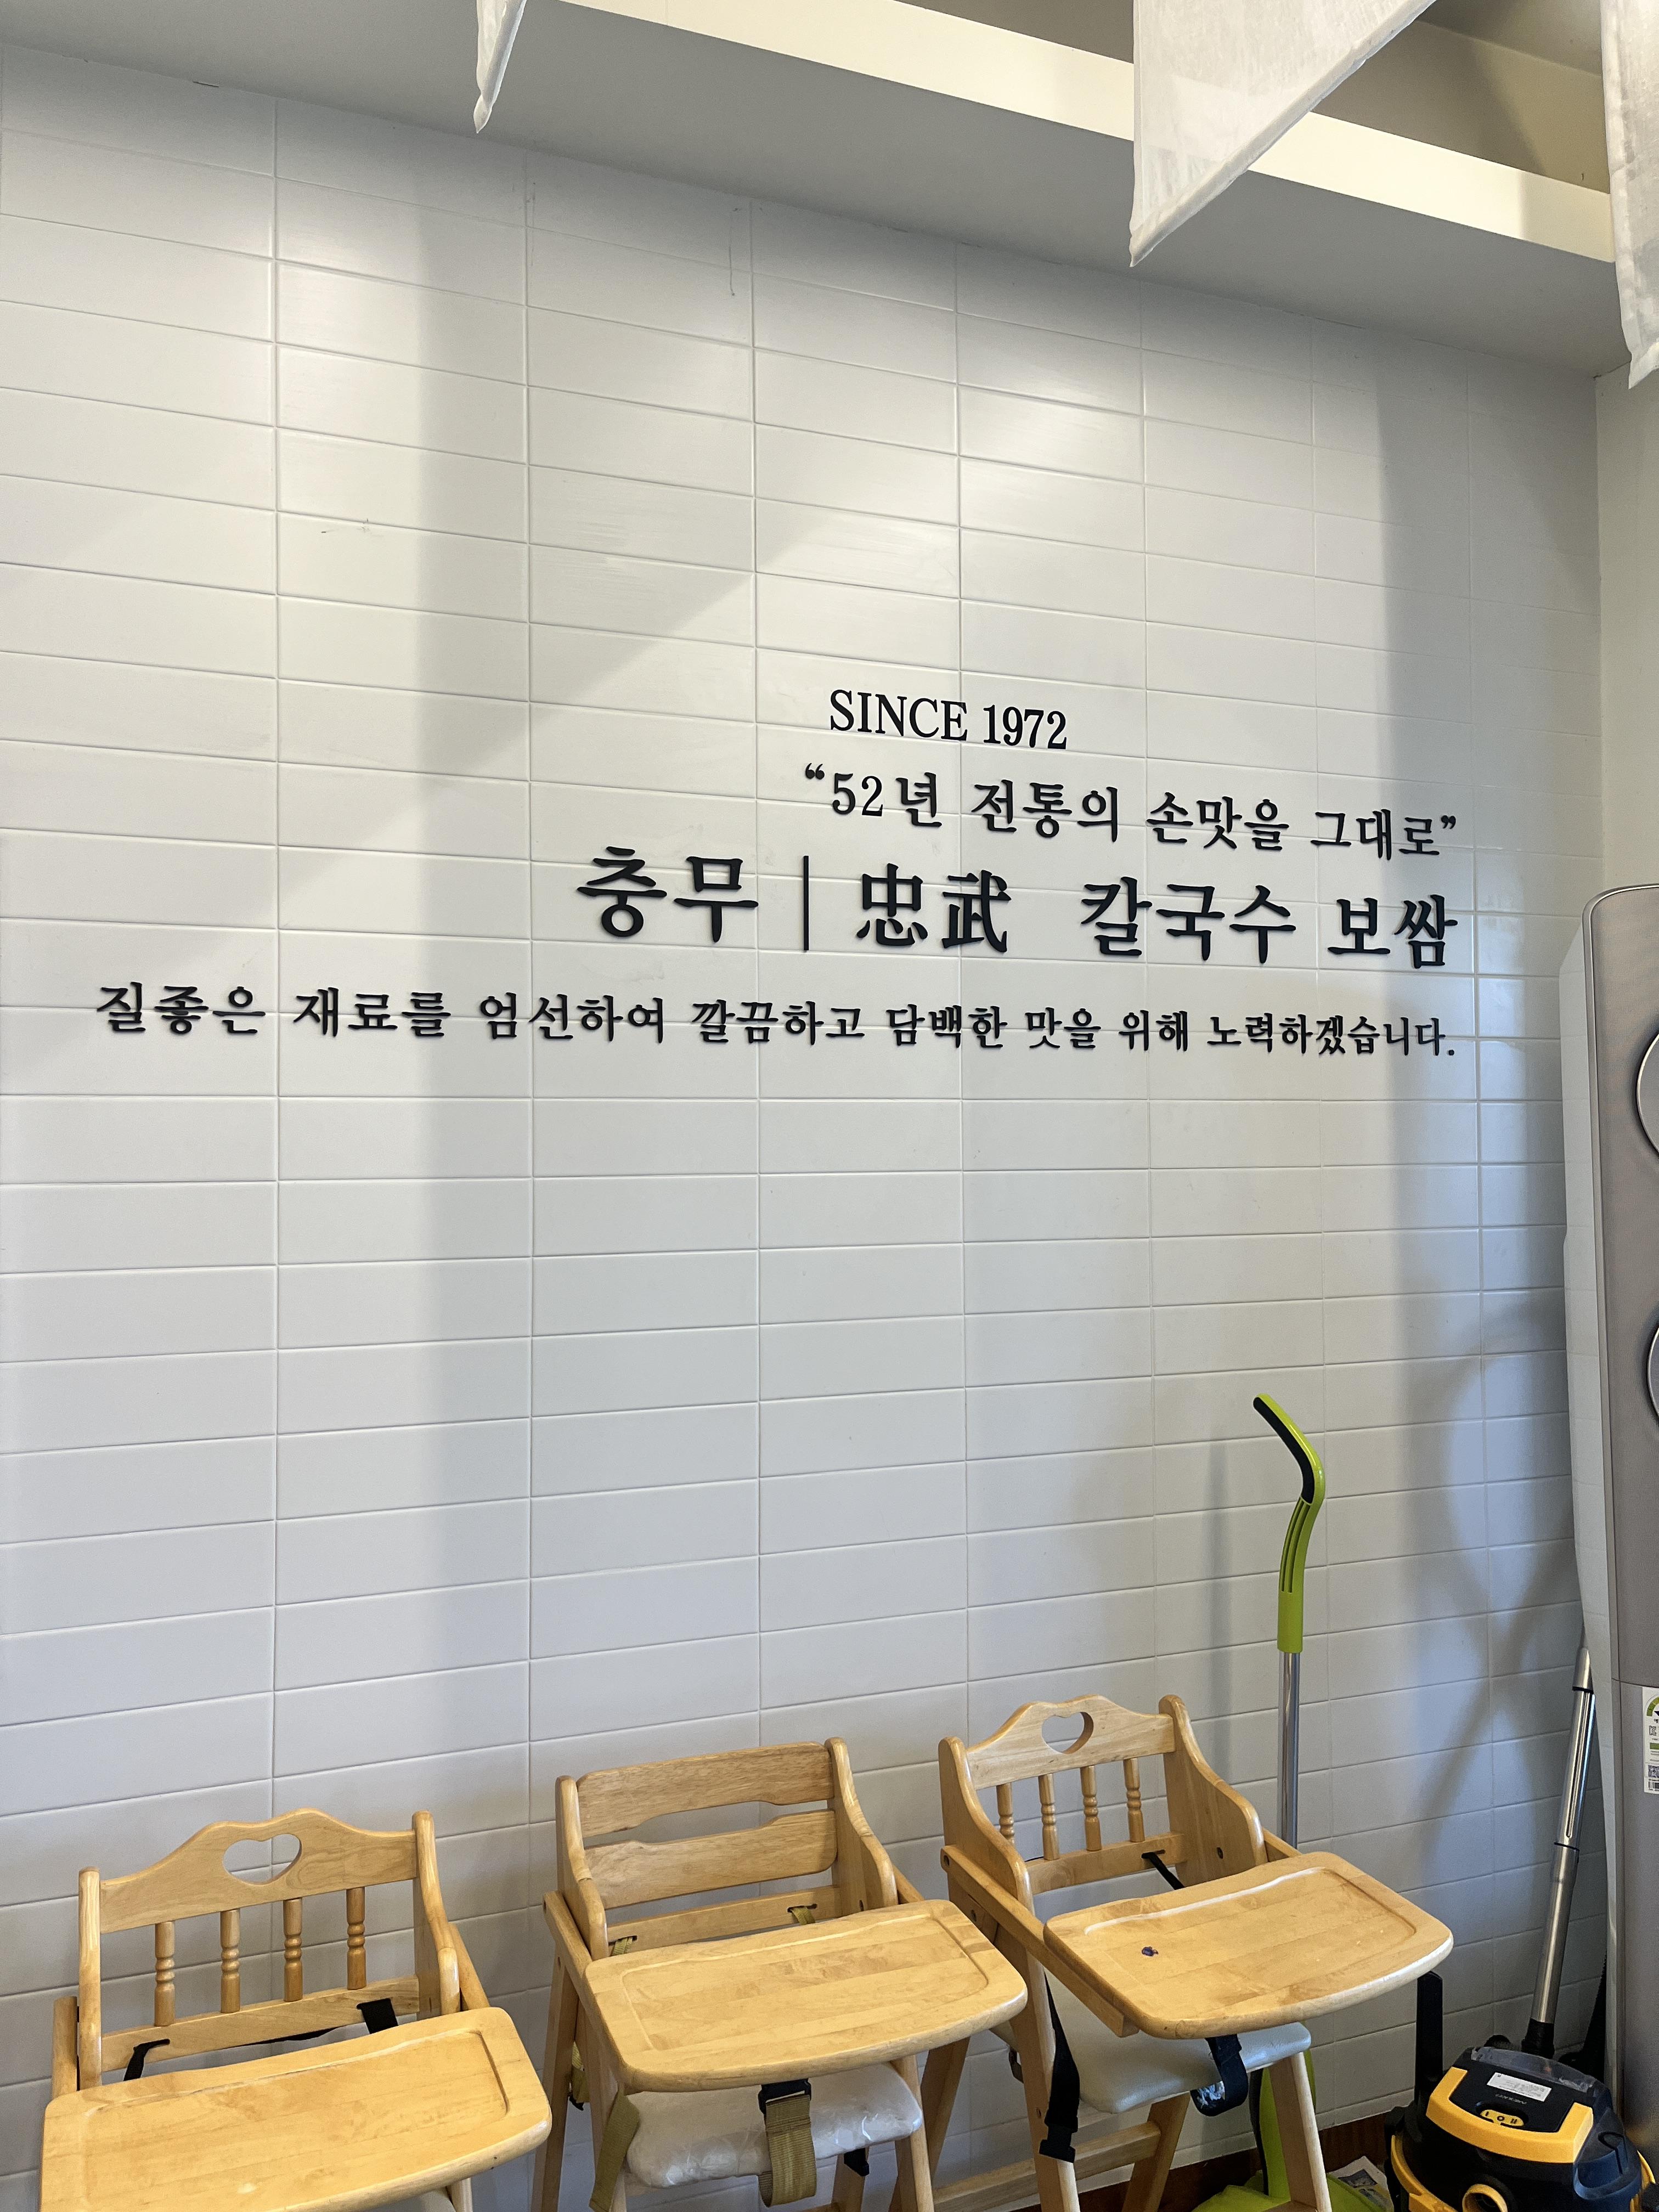 SINCE 1972
“52년 전통의 손맛을 그대로”
충무 | 忠武 칼국수 보쌈
질좋은 재료를 엄선하여 깔끔하고 담백한 맛을 위해 노력하겠습니다.